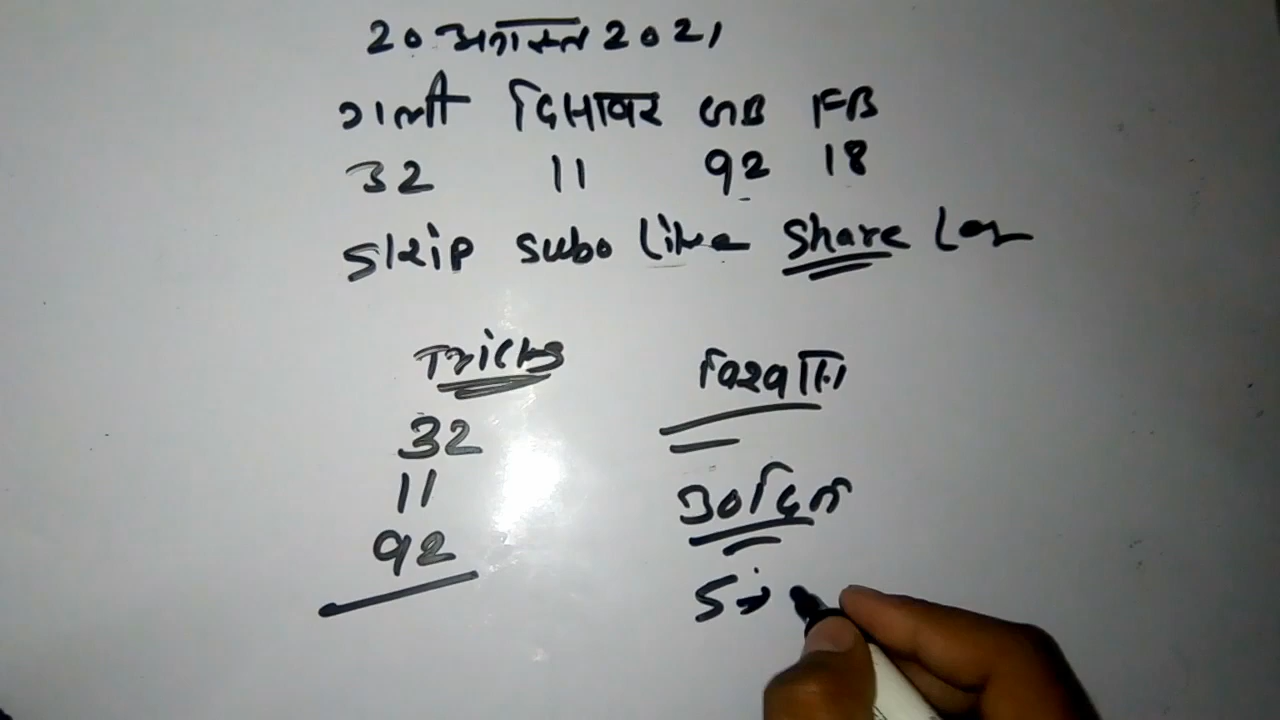 20 अगस्त 2021
गली दिसावर GB FB
32 11 92 18
Skip Subo Like Share
Tricks
32
11
92
30 दिन